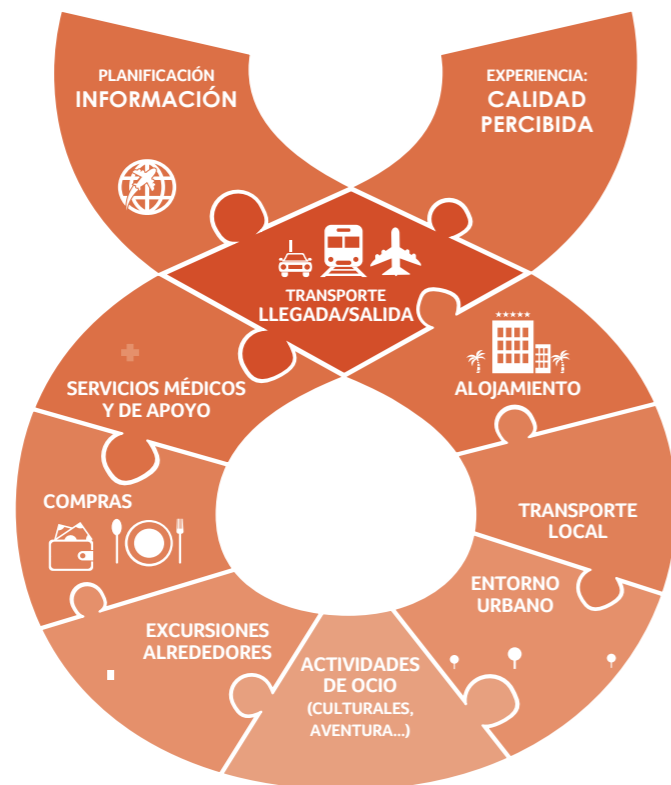 PLANIFICACIÓN
INFORMACIÓN
EXPERIENCIA:
CALIDAD
PERCIBIDA
TRANSPORTE
LLEGADA/SALIDA
SERVICIOS MÉDICOS
Y DE APOYO
ALOJAMIENTO
COMPRAS
TRANSPORTE
LOCAL
ENTORNO
URBANO
EXCURSIONES
ALREDEDORES
ACTIVIDADES
DE OCIO
(CULTURALES,
AVENTURA...)